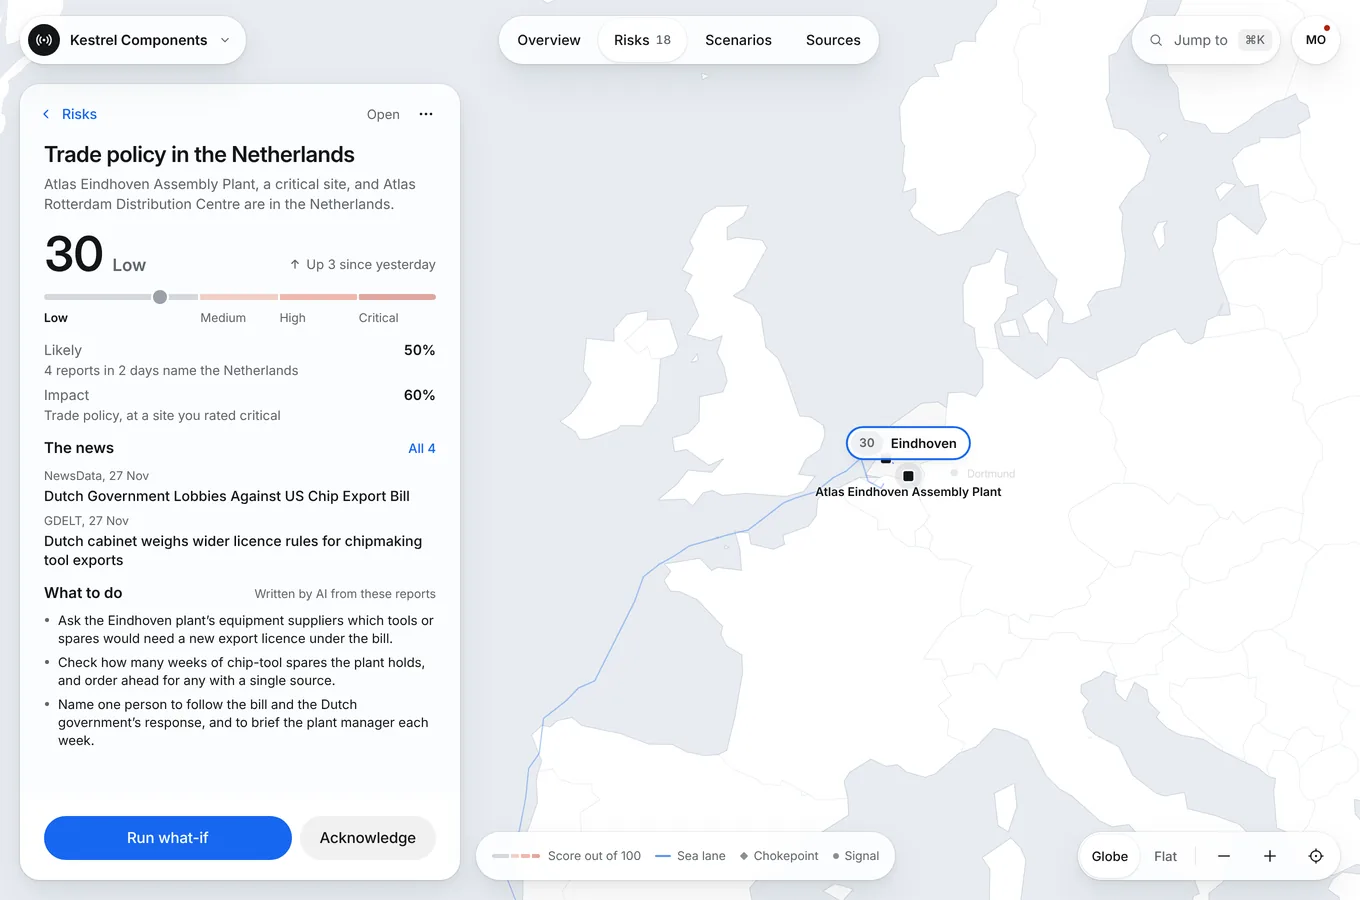 Kestrel Components
Overview
Risks 18
Scenarios
Sources
Jump to ⌘K
MO
Risks
Open
Trade policy in the Netherlands
Atlas Eindhoven Assembly Plant, a critical site, and Atlas
Rotterdam Distribution Centre are in the Netherlands.
30 Low
↑ Up 3 since yesterday
Low
Medium
High
Critical
Likely 50%
4 reports in 2 days name the Netherlands
Impact 60%
Trade policy, at a site you rated critical
The news
All 4
NewsData, 27 Nov
Dutch Government Lobbies Against US Chip Export Bill
GDELT, 27 Nov
Dutch cabinet weighs wider licence rules for chipmaking
tool exports
What to do
Written by AI from these reports
• Ask the Eindhoven plant’s equipment suppliers which tools or
spares would need a new export licence under the bill.
• Check how many weeks of chip-tool spares the plant holds,
and order ahead for any with a single source.
• Name one person to follow the bill and the Dutch
government’s response, and to brief the plant manager each
week.
Run what-if
Acknowledge
30 Eindhoven
Dortmund
Atlas Eindhoven Assembly Plant
Score out of 100
Sea lane
Chokepoint
Signal
Globe
Flat